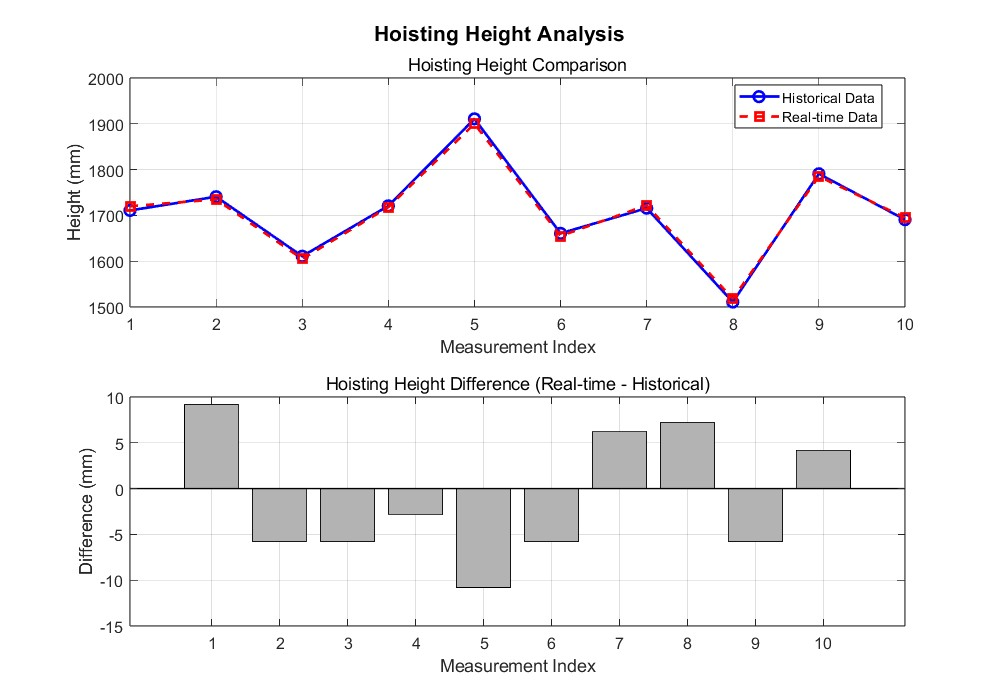 Hoisting Height Analysis
Hoisting Height Comparison
2000
1900
1800
1700
1600
1500
Height (mm)
Historical Data
Real-time Data
1 2 3 4 5 6 7 8 9 10
Measurement Index
Hoisting Height Difference (Real-time - Historical)
10
5
0
-5
-10
-15
Difference (mm)
1 2 3 4 5 6 7 8 9 10
Measurement Index